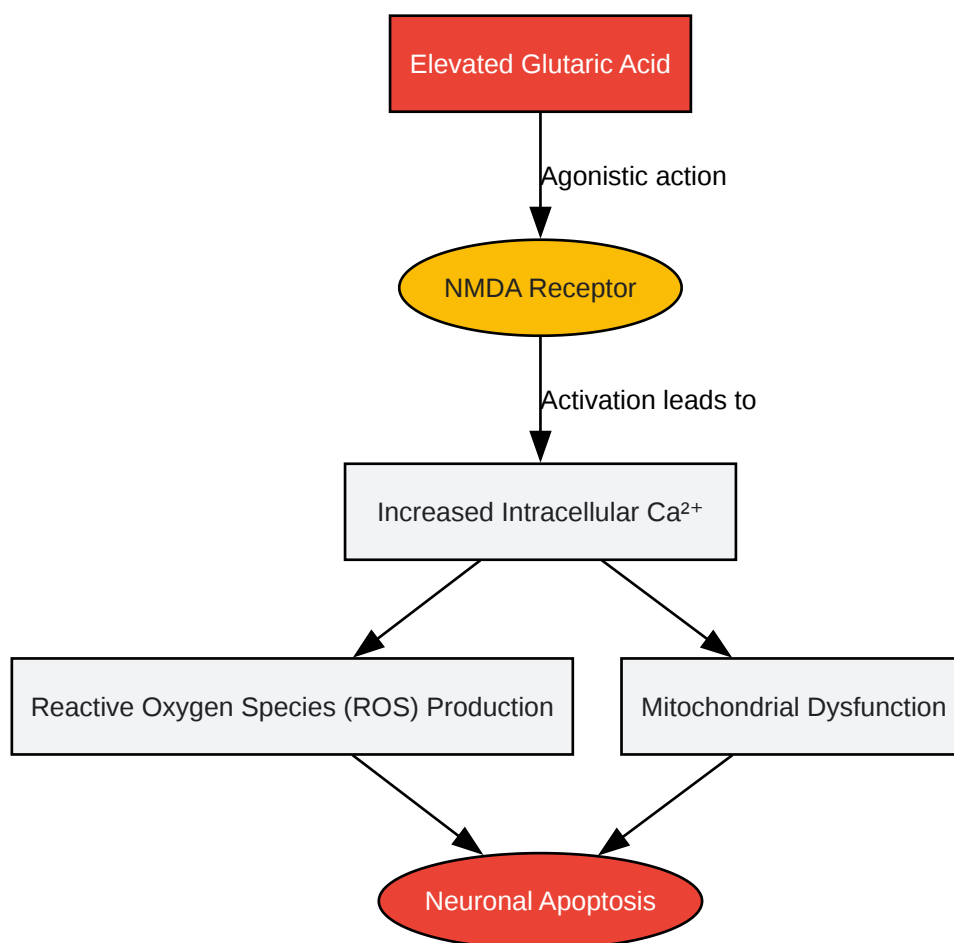 Elevated Glutaric Acid
Agonistic action
NMDA Receptor
Activation leads to
Increased Intracellular Ca²⁺
Reactive Oxygen Species (ROS) Production
Mitochondrial Dysfunction
Neuronal Apoptosis